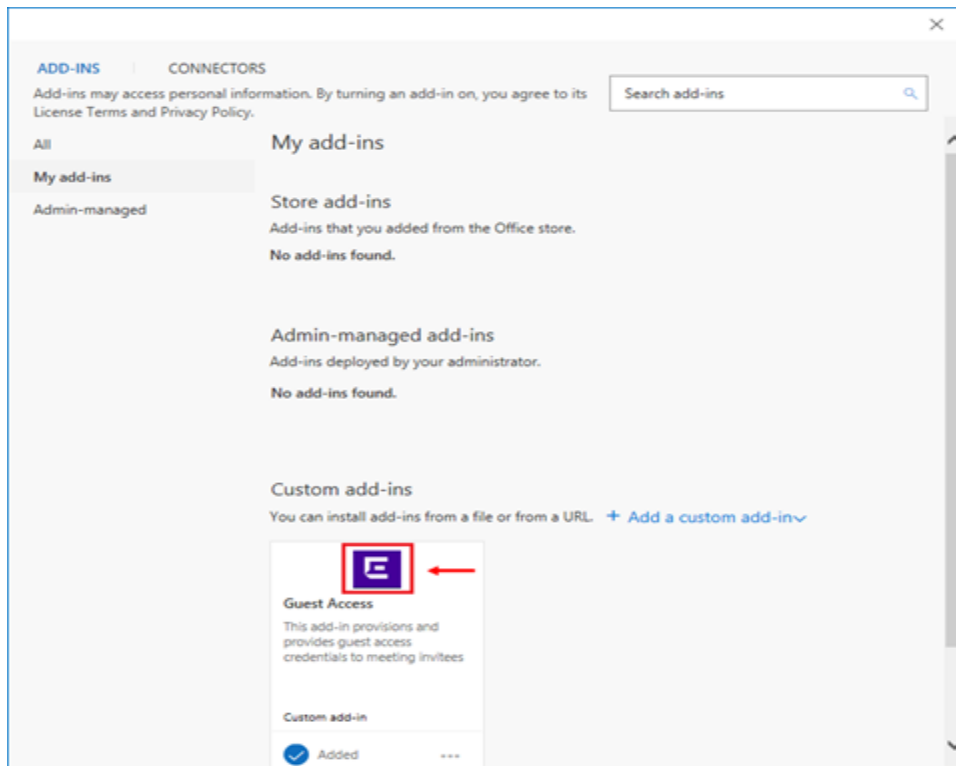 ADD-INS
CONNECTORS
Add-ins may access personal information. By turning an add-in on, you agree to its
License Terms and Privacy Policy.
Search add-ins
All
My add-ins
Admin-managed
My add-ins
Store add-ins
Add-ins that you added from the Office store.
No add-ins found.
Admin-managed add-ins
Add-ins deployed by your administrator.
No add-ins found.
Custom add-ins
You can install add-ins from a file or from a URL.
+ Add a custom add-in
E
Guest Access
This add-in provisions and
provides guest access
credentials to meeting invitees
Custom add-in
Added
...